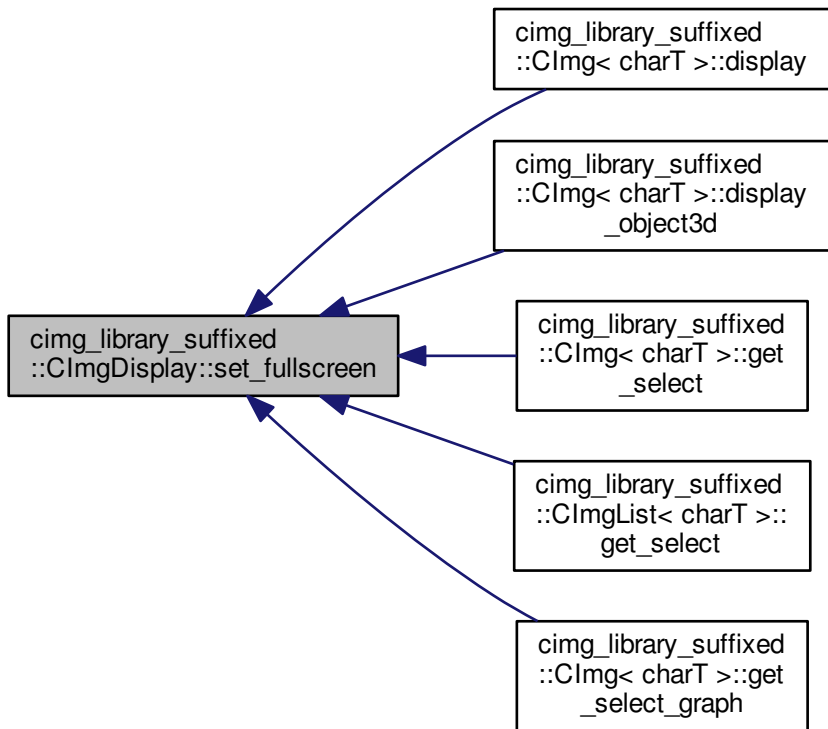 cimg_library_suffixed
::CImg< charT >::display
cimg_library_suffixed
::CImg< charT >::display
_object3d
cimg_library_suffixed
::CImgDisplay::set_fullscreen
cimg_library_suffixed
::CImg< charT >::get
_select
cimg_library_suffixed
::CImgList< charT >::
get_select
cimg_library_suffixed
::CImg< charT >::get
_select_graph